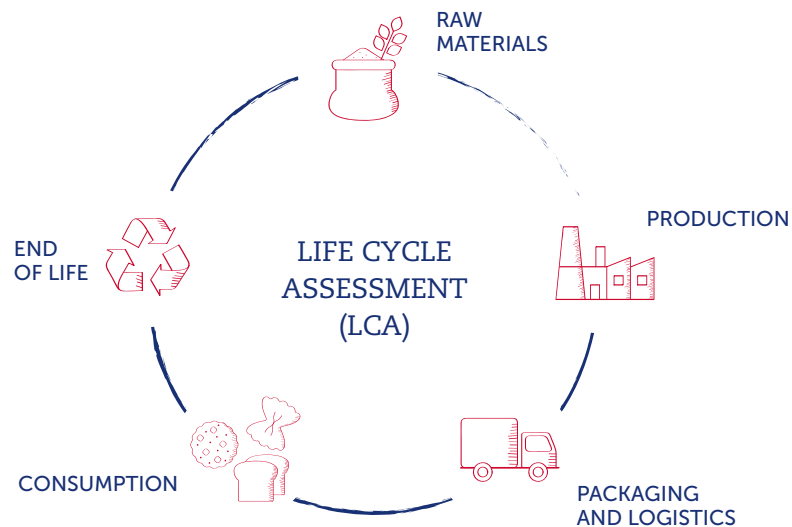 RAW
MATERIALS
PRODUCTION
END
OF LIFE
LIFE CYCLE
ASSESSMENT
(LCA)
CONSUMPTION
PACKAGING
AND LOGISTICS